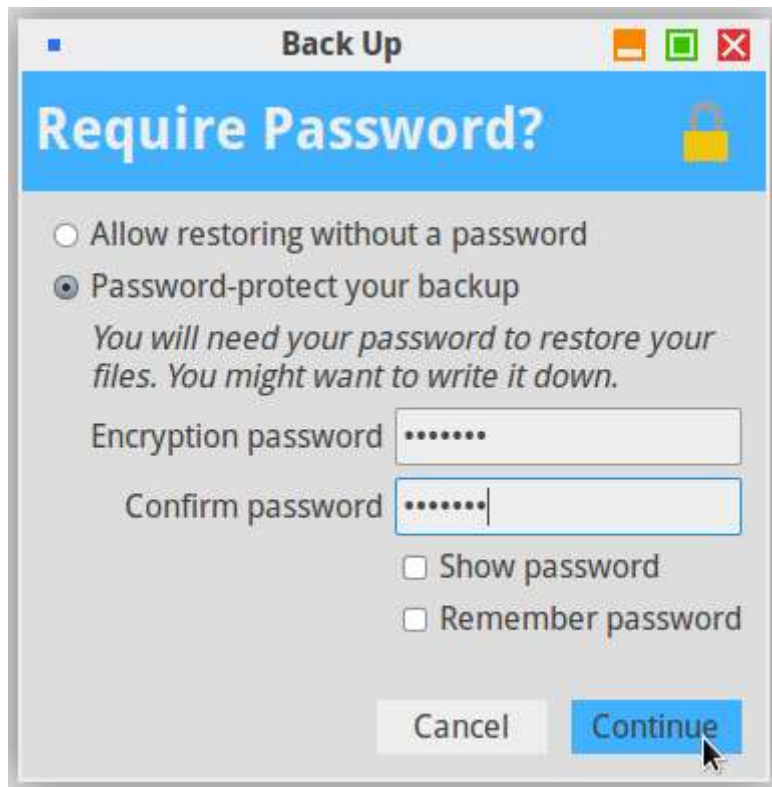 Back Up
Require Password?
Allow restoring without a password
Password-protect your backup
You will need your password to restore your
files. You might want to write it down.
Encryption password •••••••
Confirm password •••••••
Show password
Remember password
Cancel Continue